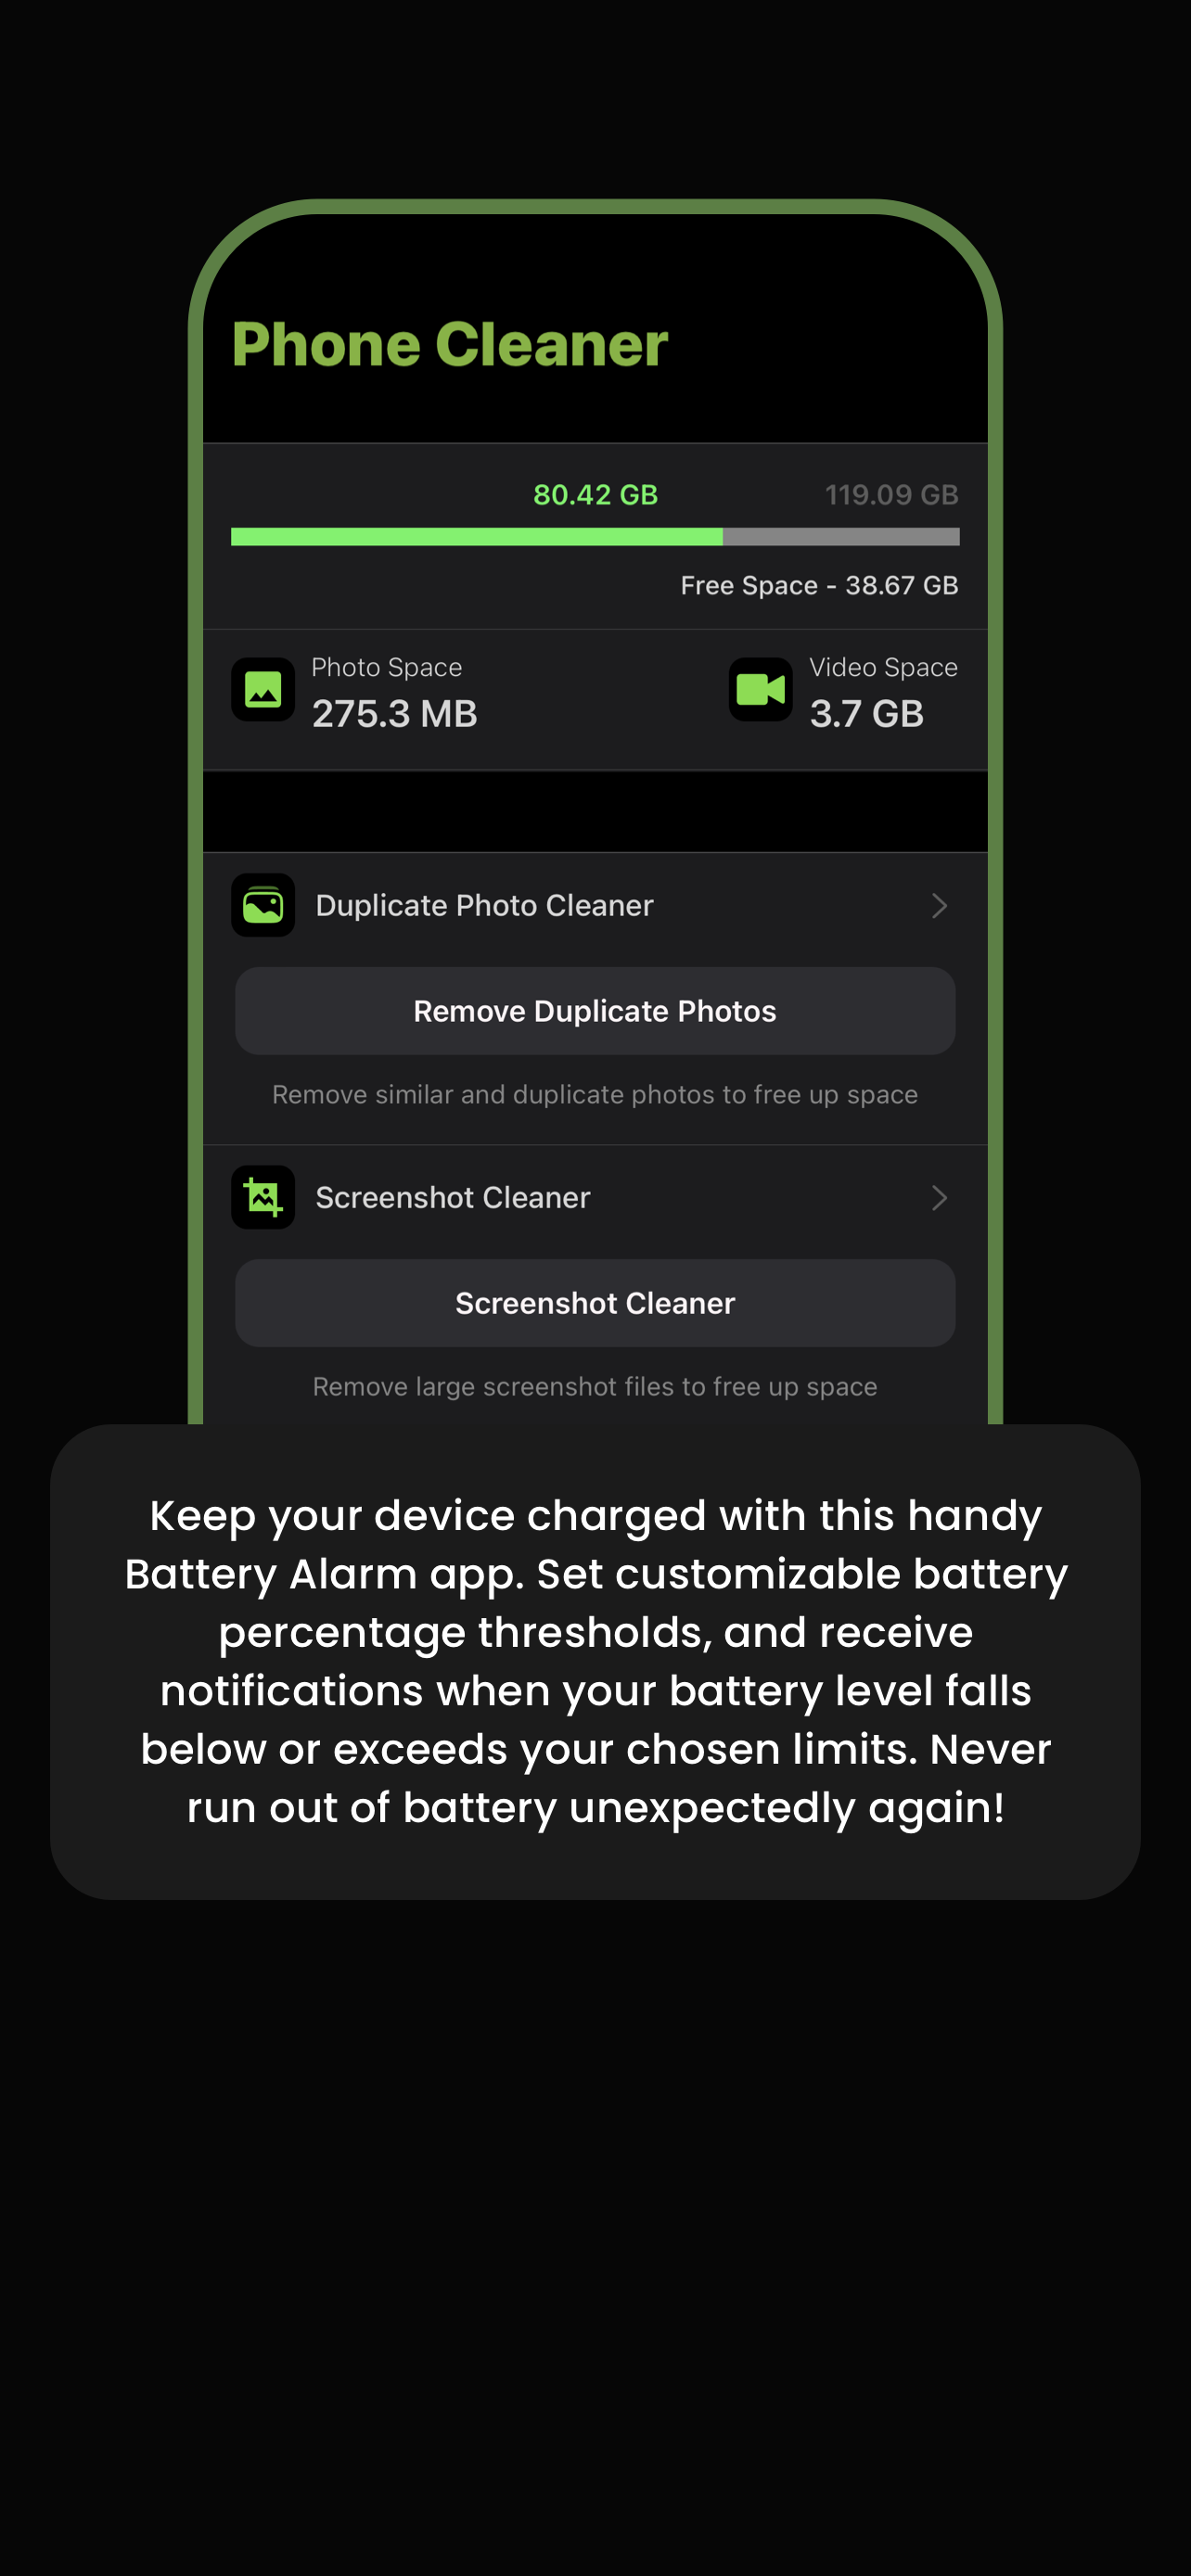 Phone Cleaner
80.42 GB 119.09 GB
Free Space - 38.67 GB
Photo Space Video Space
275.3 MB 3.7 GB
Duplicate Photo Cleaner
Remove Duplicate Photos
Remove similar and duplicate photos to free up space
Screenshot Cleaner
Screenshot Cleaner
Remove large screenshot files to free up space
Keep your device charged with this handy
Battery Alarm app. Set customizable battery
percentage thresholds, and receive
notifications when your battery level falls
below or exceeds your chosen limits. Never
run out of battery unexpectedly again!